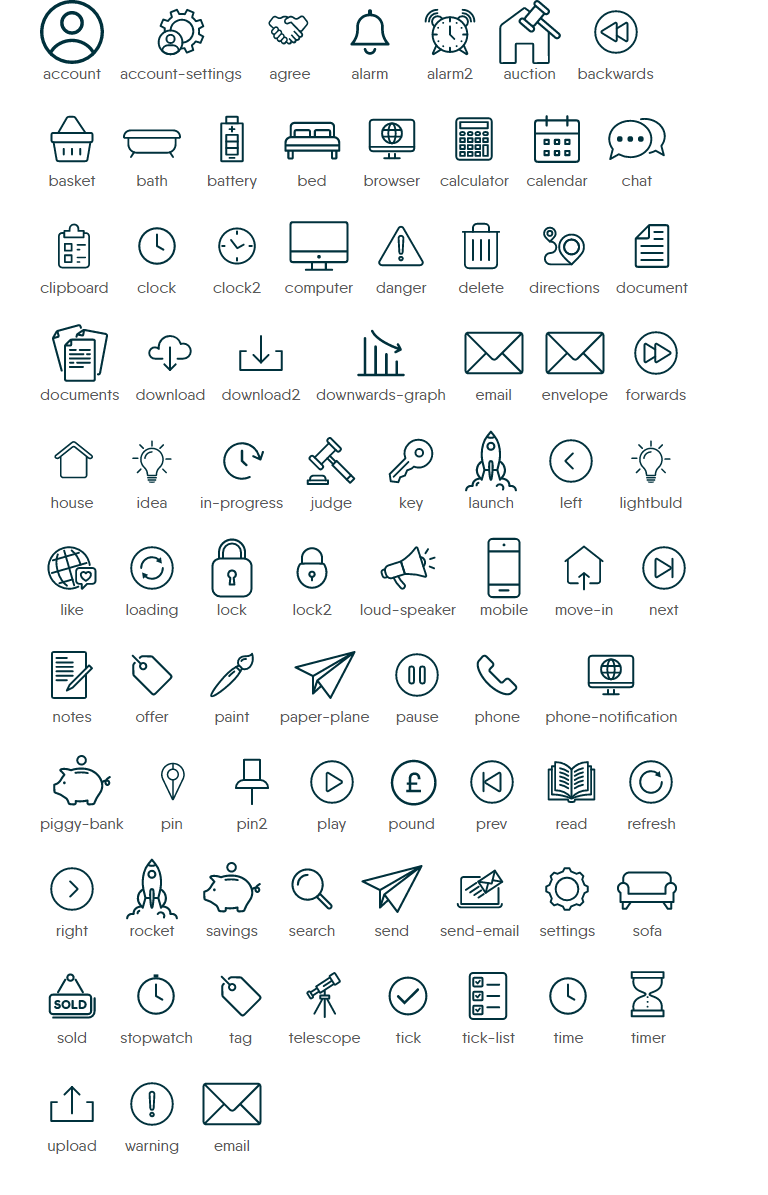 account account-settings agree alarm alarm2 auction backwards
basket bath battery bed browser calculator calendar chat
clipboard clock clock2 computer danger delete directions document
documents download download2 downwards-graph email envelope forwards
house idea in-progress judge key launch left lightbuld
like loading lock lock2 loud-speaker mobile move-in next
notes offer paint paper-plane pause phone phone-notification
£
piggy-bank pin pin2 play pound prev read refresh
right rocket savings search send send-email settings sofa
SOLD
sold stopwatch tag telescope tick tick-list time timer
upload warning email